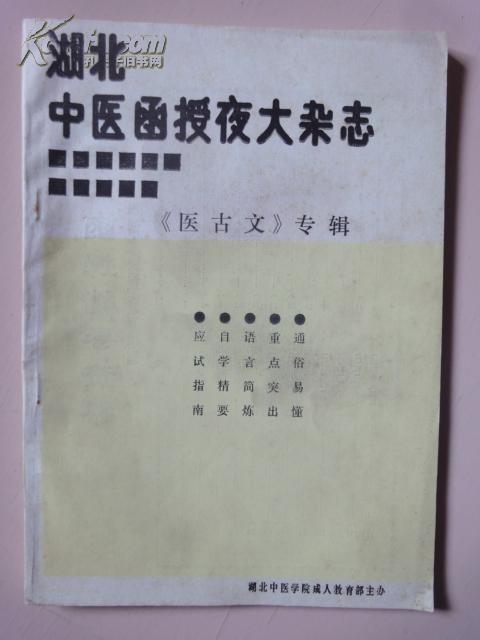 湖北
中医函授夜大杂志
《医古文》专辑
通俗易懂
重点突出
语言简炼
自学精要
应试指南
湖北中医学院成人教育部主办